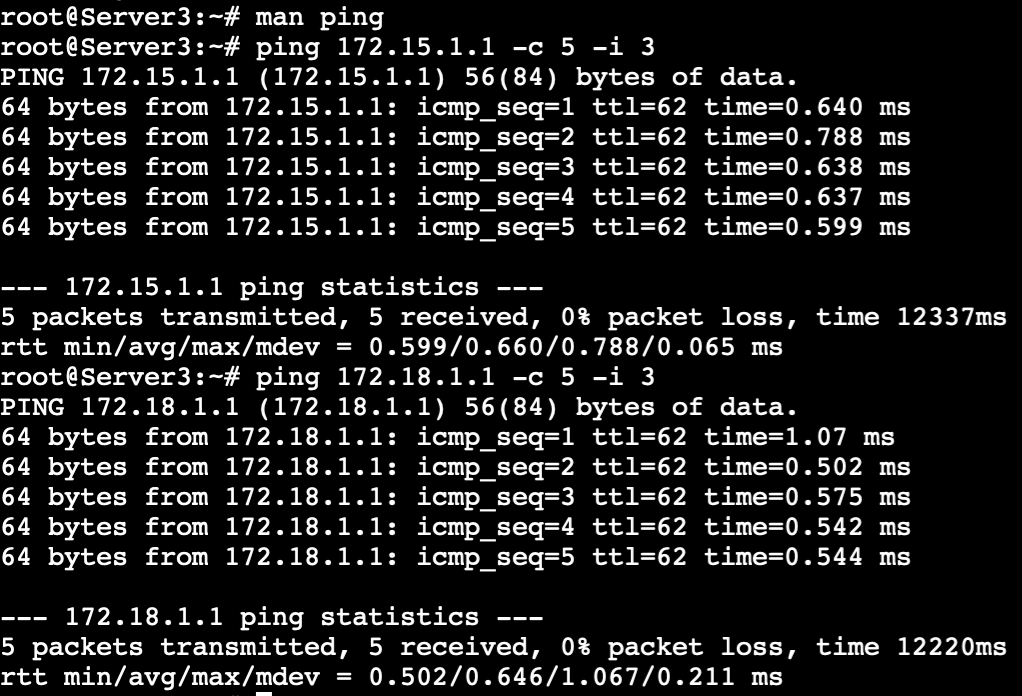 root@Server3:~# man ping
root@Server3:~# ping 172.15.1.1 -c 5 -i 3
PING 172.15.1.1 (172.15.1.1) 56(84) bytes of data.
64 bytes from 172.15.1.1: icmp_seq=1 ttl=62 time=0.640 ms
64 bytes from 172.15.1.1: icmp_seq=2 ttl=62 time=0.788 ms
64 bytes from 172.15.1.1: icmp_seq=3 ttl=62 time=0.638 ms
64 bytes from 172.15.1.1: icmp_seq=4 ttl=62 time=0.637 ms
64 bytes from 172.15.1.1: icmp_seq=5 ttl=62 time=0.599 ms

--- 172.15.1.1 ping statistics ---
5 packets transmitted, 5 received, 0% packet loss, time 12337ms
rtt min/avg/max/mdev = 0.599/0.660/0.788/0.065 ms
root@Server3:~# ping 172.18.1.1 -c 5 -i 3
PING 172.18.1.1 (172.18.1.1) 56(84) bytes of data.
64 bytes from 172.18.1.1: icmp_seq=1 ttl=62 time=1.07 ms
64 bytes from 172.18.1.1: icmp_seq=2 ttl=62 time=0.502 ms
64 bytes from 172.18.1.1: icmp_seq=3 ttl=62 time=0.575 ms
64 bytes from 172.18.1.1: icmp_seq=4 ttl=62 time=0.542 ms
64 bytes from 172.18.1.1: icmp_seq=5 ttl=62 time=0.544 ms

--- 172.18.1.1 ping statistics ---
5 packets transmitted, 5 received, 0% packet loss, time 12220ms
rtt min/avg/max/mdev = 0.502/0.646/1.067/0.211 ms